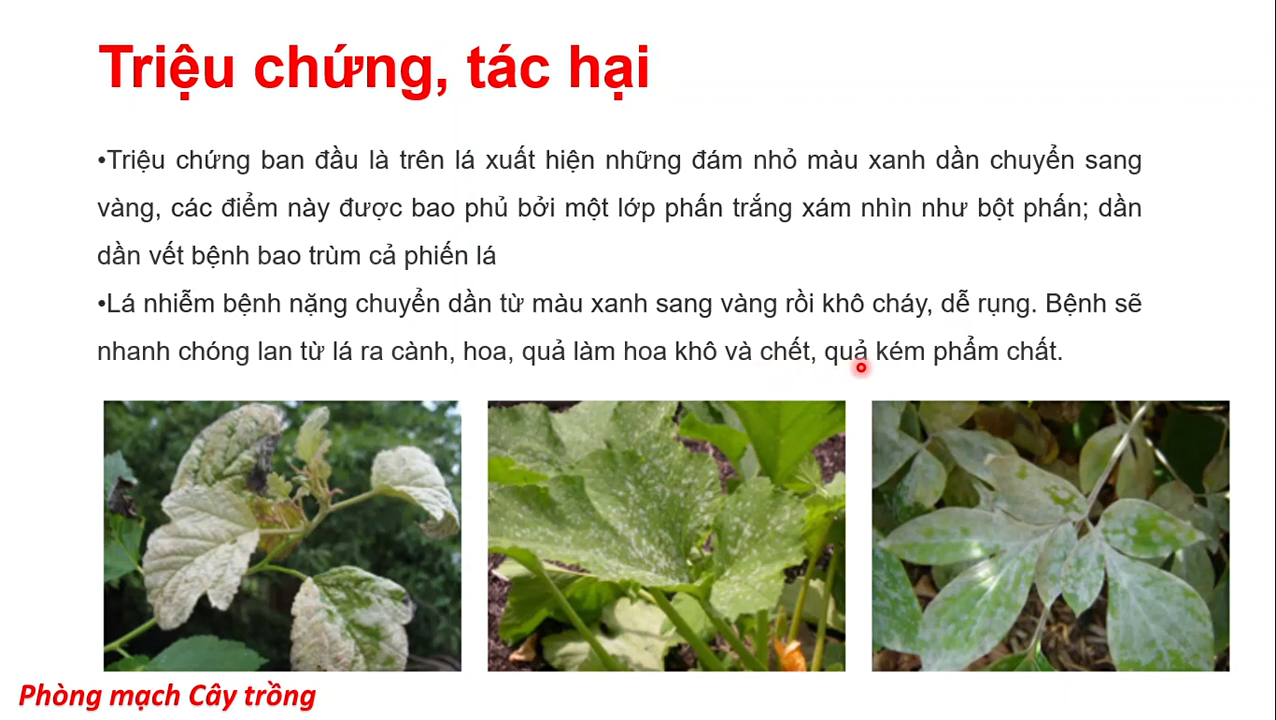 Triệu chứng, tác hại
•Triệu chứng ban đầu là trên lá xuất hiện những đám nhỏ màu xanh dần chuyển sang
vàng, các điểm này được bao phủ bởi một lớp phấn trắng xám nhìn như bột phấn; dần
dần vết bệnh bao trùm cả phiến lá
•Lá nhiễm bệnh nặng chuyển dần từ màu xanh sang vàng rồi khô cháy, dễ rụng. Bệnh sẽ
nhanh chóng lan từ lá ra cành, hoa, quả làm hoa khô và chết, quả kém phẩm chất.
Phòng mạch Cây trồng